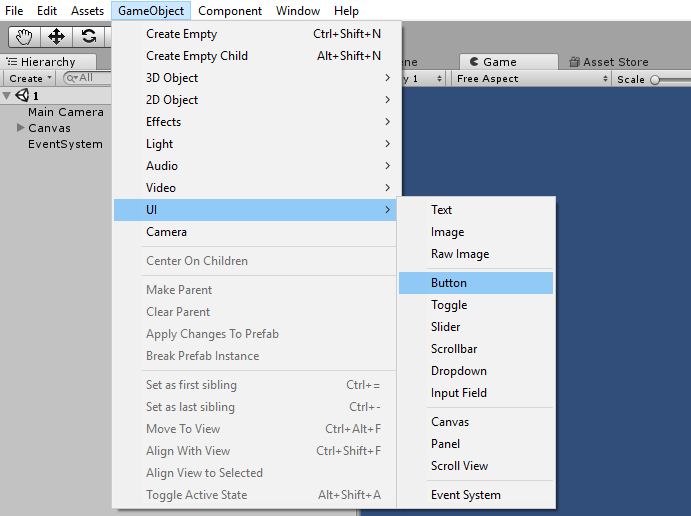 File Edit Assets GameObject Component Window Help
Hierarchy
Create All
1
Main Camera
Canvas
EventSystem
Create Empty Ctrl+Shift+N
Create Empty Child Alt+Shift+N
3D Object
2D Object
Effects
Light
Audio
Video
UI
Camera
Center On Children
Make Parent
Clear Parent
Apply Changes To Prefab
Break Prefab Instance
Set as first sibling Ctrl+=
Set as last sibling Ctrl+-
Move To View Ctrl+Alt+F
Align With View Ctrl+Shift+F
Align View to Selected
Toggle Active State Alt+Shift+A
Game Asset Store
Free Aspect Scale
Text
Image
Raw Image
Button
Toggle
Slider
Scrollbar
Dropdown
Input Field
Canvas
Panel
Scroll View
Event System